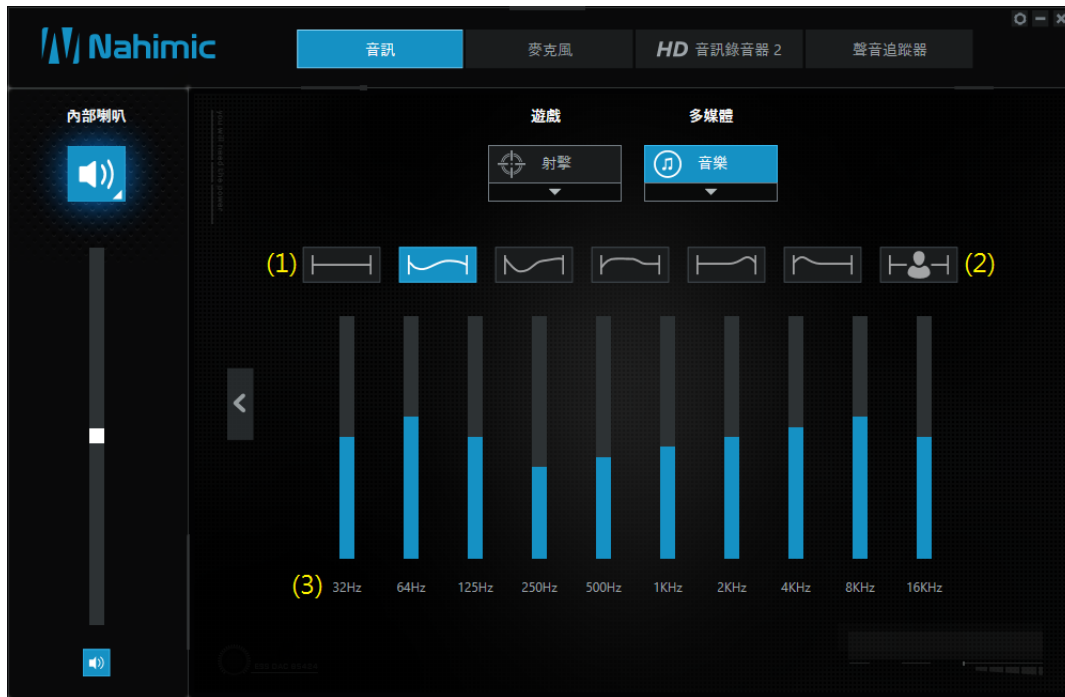 Nahimic
音訊
麥克風
HD 音訊錄音器 2
聲音追蹤器
內部喇叭
遊戲
多媒體
射擊
音樂
(1)
(2)
(3)
32Hz
64Hz
125Hz
250Hz
500Hz
1KHz
2KHz
4KHz
8KHz
16KHz